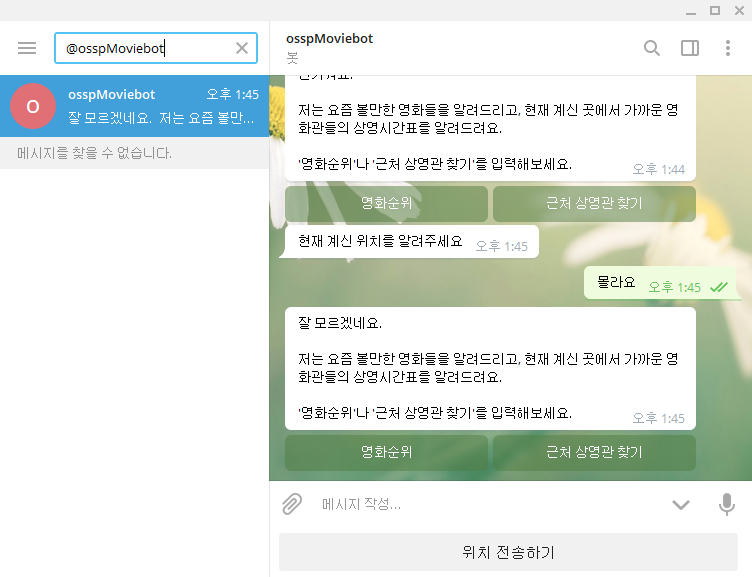 @osspMoviebot
osspMoviebot
봇
O
osspMoviebot 오후 1:45
잘 모르겠네요. 저는 요즘 볼만...
메시지를 찾을 수 없습니다.
저는 요즘 볼만한 영화들을 알려드리고, 현재 계신 곳에서 가까운 영
화관들의 상영시간표를 알려드려요.
'영화순위'나 '근처 상영관 찾기'를 입력해보세요.
오후 1:44
영화순위 근처 상영관 찾기
현재 계신 위치를 알려주세요 오후 1:45
몰라요 오후 1:45
잘 모르겠네요.
저는 요즘 볼만한 영화들을 알려드리고, 현재 계신 곳에서 가까운 영
화관들의 상영시간표를 알려드려요.
'영화순위'나 '근처 상영관 찾기'를 입력해보세요.
오후 1:45
영화순위 근처 상영관 찾기
메시지 작성...
위치 전송하기